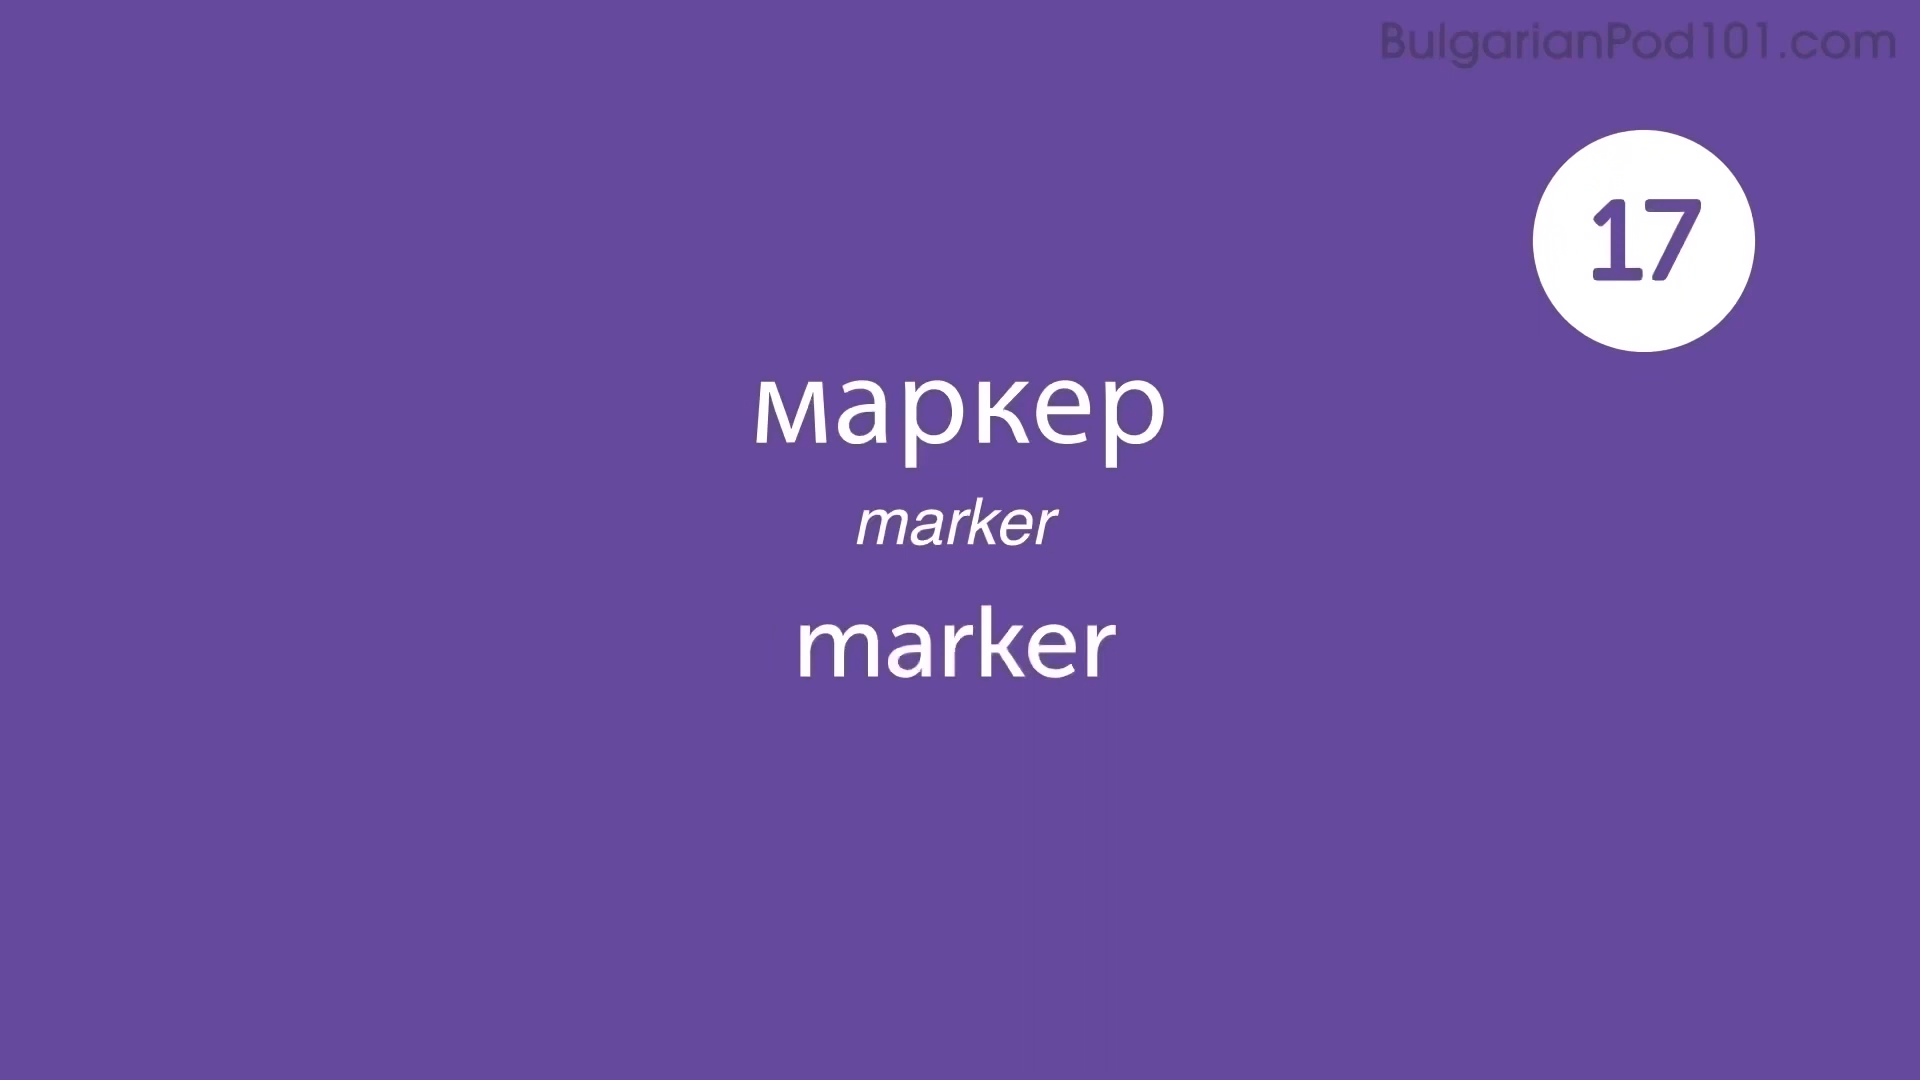 BulgarianPod101.com
17
маркер
marker
marker